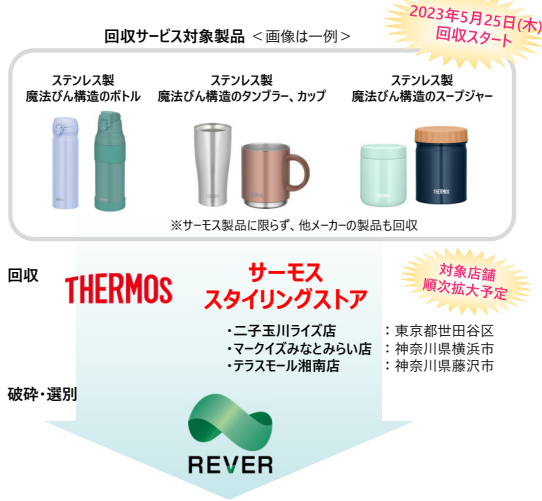 2023年5月25日(木)
回収スタート
回収サービス対象製品 ＜画像は一例＞
ステンレス製
魔法びん構造のボトル
ステンレス製
魔法びん構造のタンブラー、カップ
ステンレス製
魔法びん構造のスープジャー
THERMOS
※サーモス製品に限らず、他メーカーの製品も回収
回収
THERMOS
サーモス
スタイリングストア
対象店舗
順次拡大予定
・二子玉川ライズ店 ：東京都世田谷区
・マークイズみなとみらい店 ：神奈川県横浜市
・テラスモール湘南店 ：神奈川県藤沢市
破砕・選別
REVER